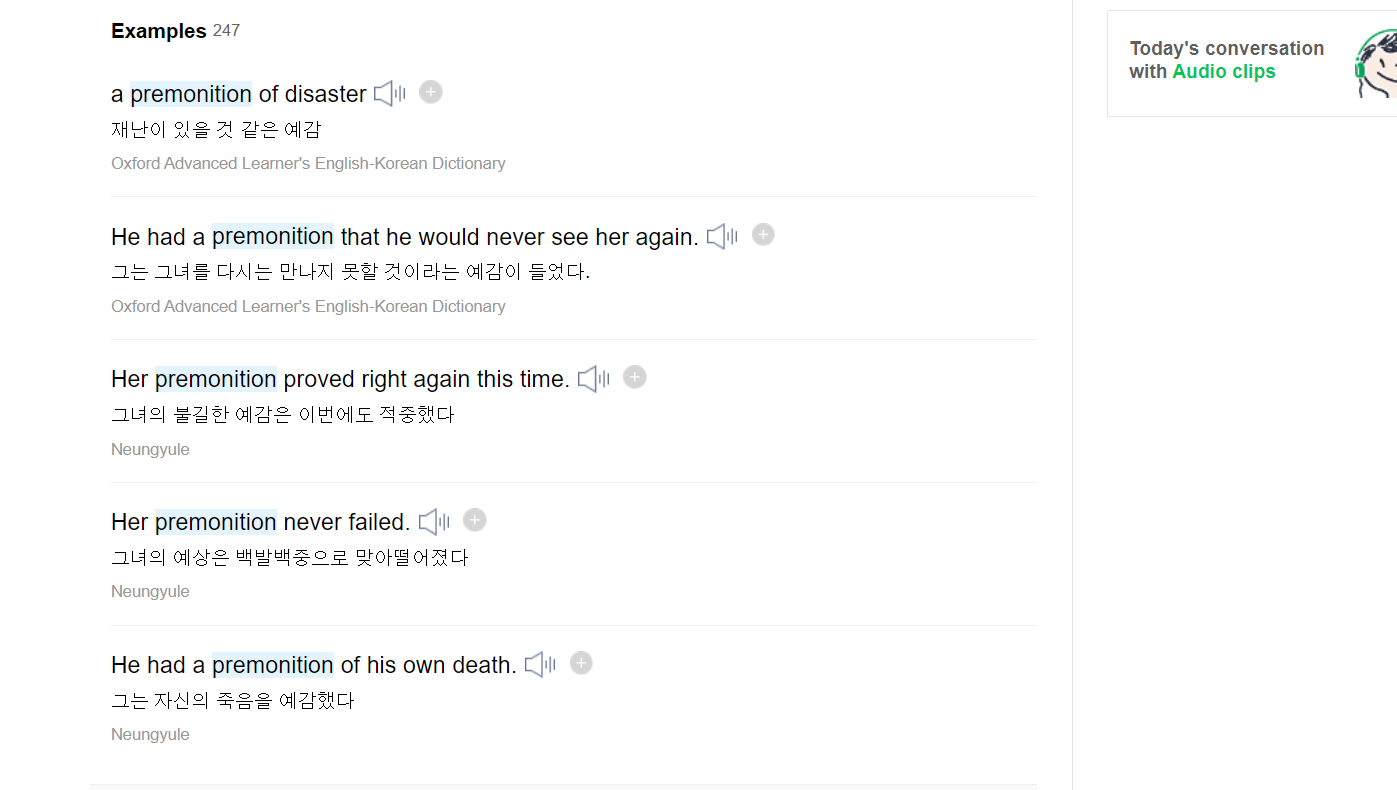 Examples 247
a premonition of disaster
재난이 있을 것 같은 예감
Oxford Advanced Learner's English-Korean Dictionary
He had a premonition that he would never see her again.
그는 그녀를 다시는 만나지 못할 것이라는 예감이 들었다.
Oxford Advanced Learner's English-Korean Dictionary
Her premonition proved right again this time.
그녀의 불길한 예감은 이번에도 적중했다
Neungyule
Her premonition never failed.
그녀의 예상은 백발백중으로 맞아떨어졌다
Neungyule
He had a premonition of his own death.
그는 자신의 죽음을 예감했다
Neungyule
Today's conversation
with Audio clips